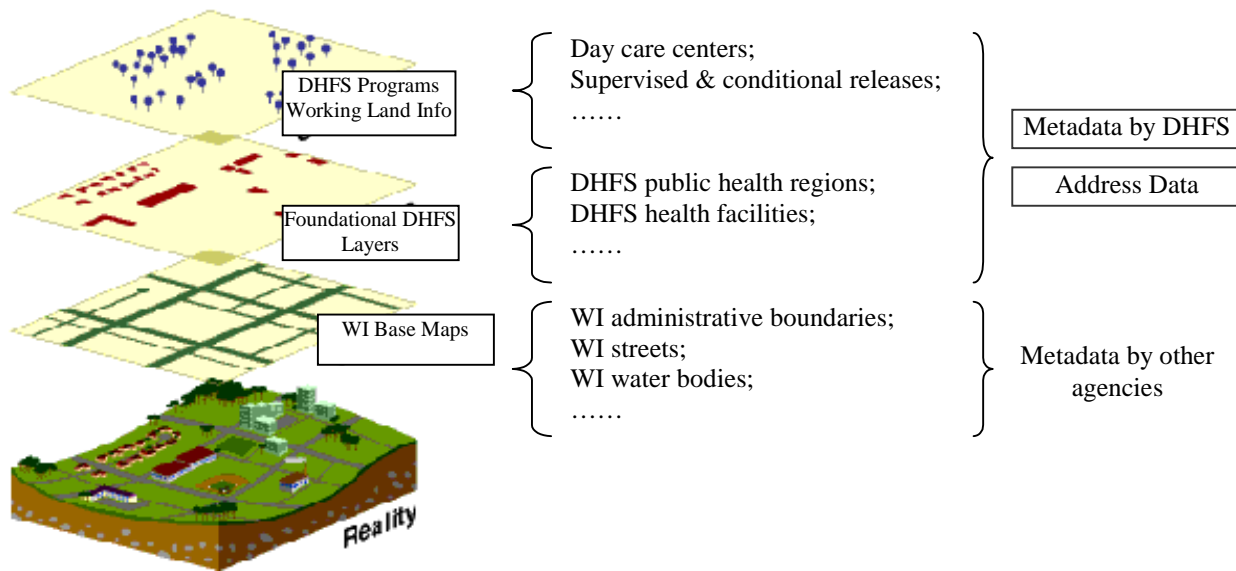 DHFS Programs
Working Land Info
Day care centers;
Supervised & conditional releases;
……
Foundational DHFS
Layers
DHFS public health regions;
DHFS health facilities;
……
Metadata by DHFS
Address Data
WI Base Maps
WI administrative boundaries;
WI streets;
WI water bodies;
……
Metadata by other
agencies
Reality